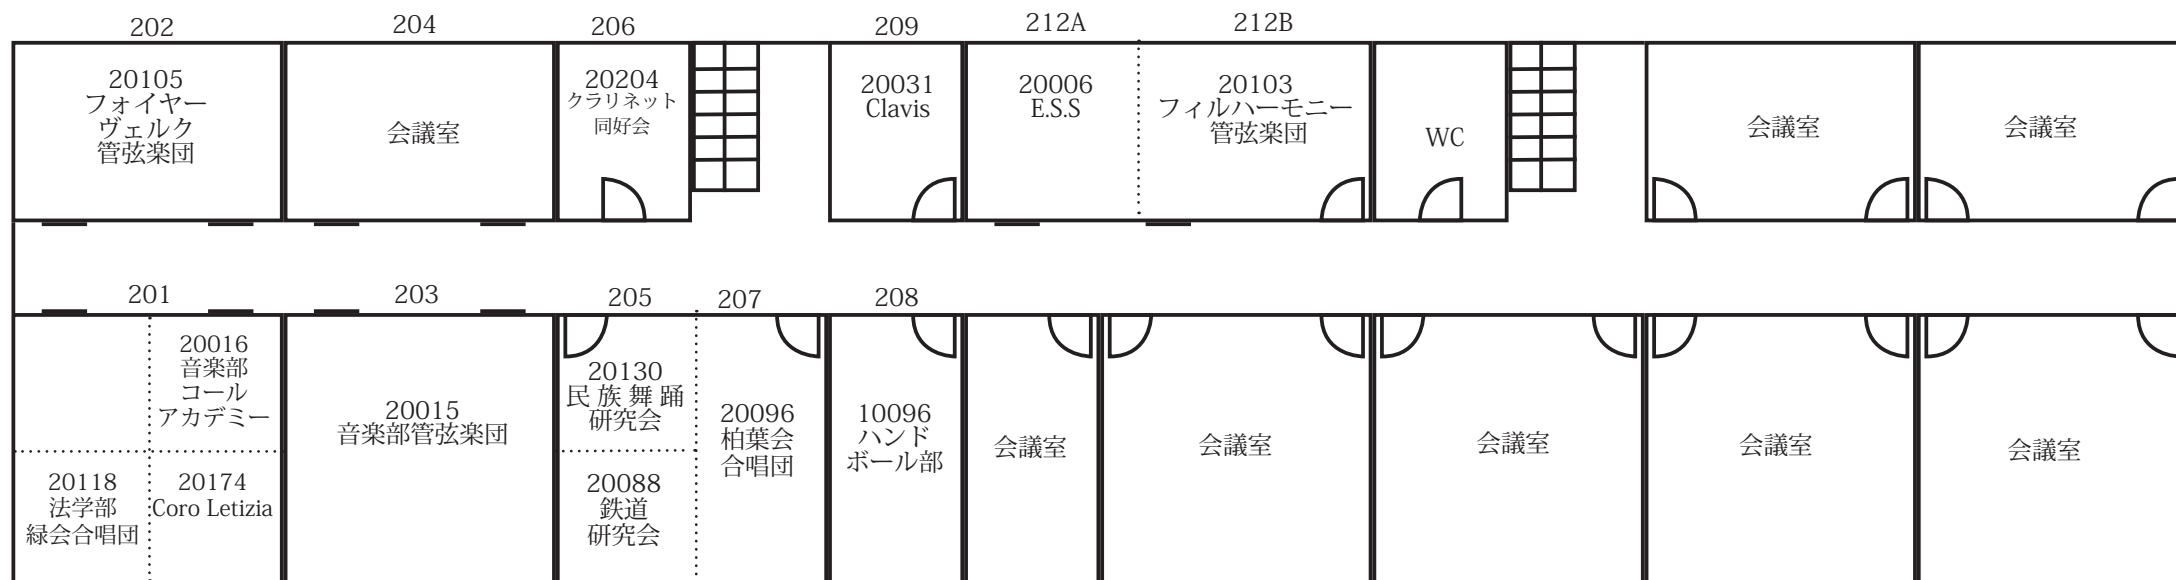 202
204
206
209
212A
212B
20105
フォイヤー
ヴェルク
管弦楽団
会議室
20204
クラリネット
同好会
20031
Clavis
20006
E.S.S
20103
フィルハーモニー
管弦楽団
WC
会議室
会議室
201
203
205
207
208
20016
音楽部
コール
アカデミー
20118
法学部
緑会合唱団
20174
Coro Letizia
20015
音楽部管弦楽団
20130
民族舞踊
研究会
20088
鉄道
研究会
20096
柏葉会
合唱団
10096
ハンド
ボール部
会議室
会議室
会議室
会議室
会議室